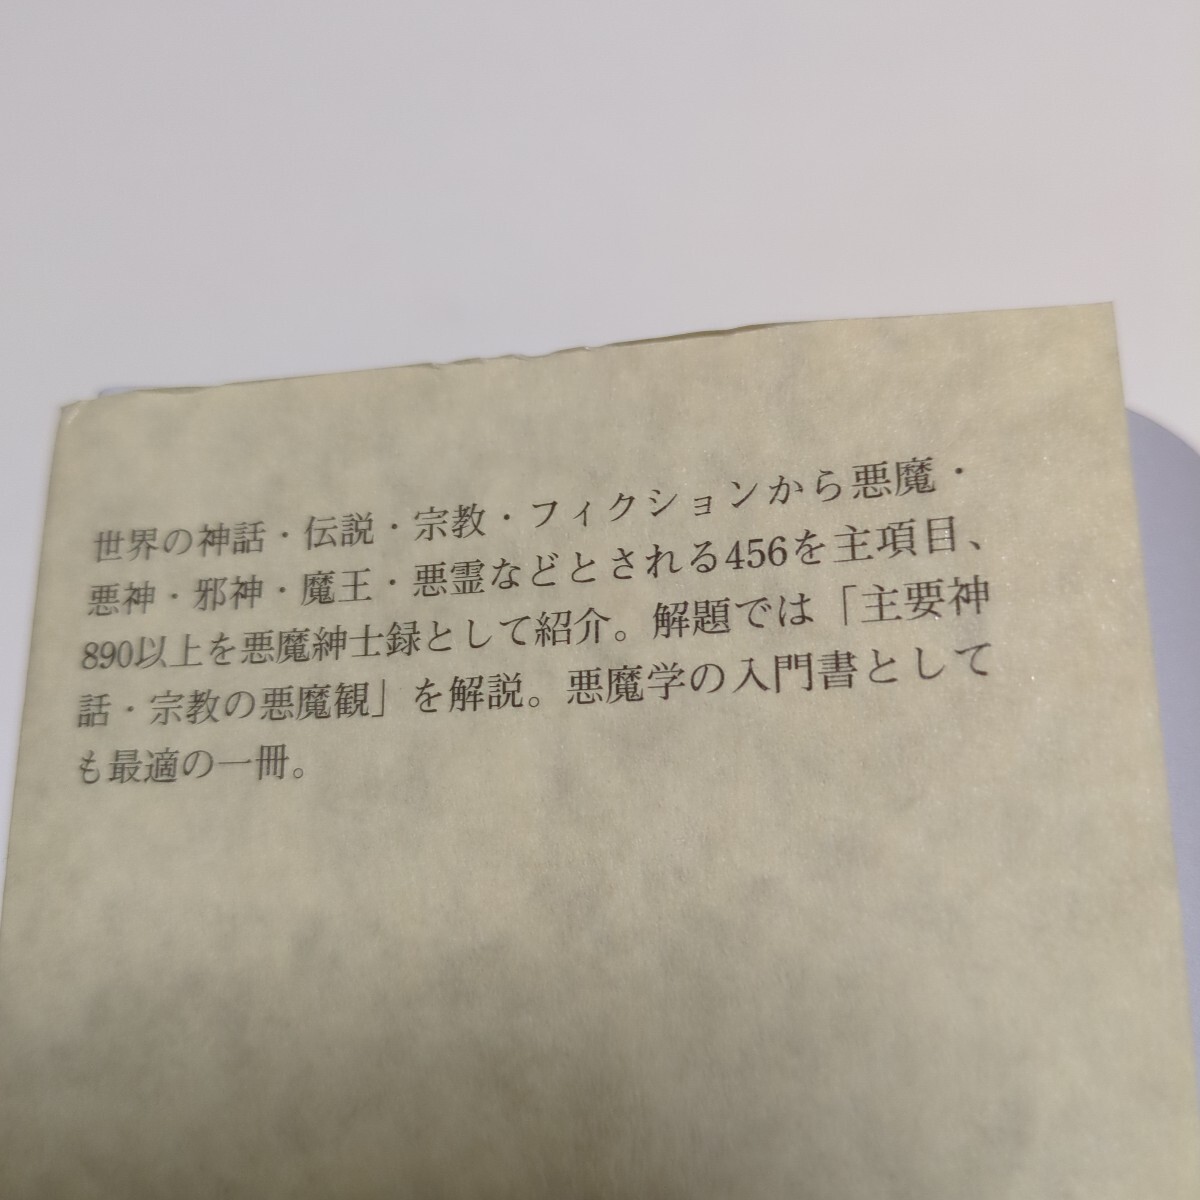 世界の神話・伝説・宗教・フィクションから悪魔・
悪神・邪神・魔王・悪霊などとされる456を主項目、
890以上を悪魔紳士録として紹介。解題では「主要神
話・宗教の悪魔観」を解説。悪魔学の入門書として
も最適の一冊。